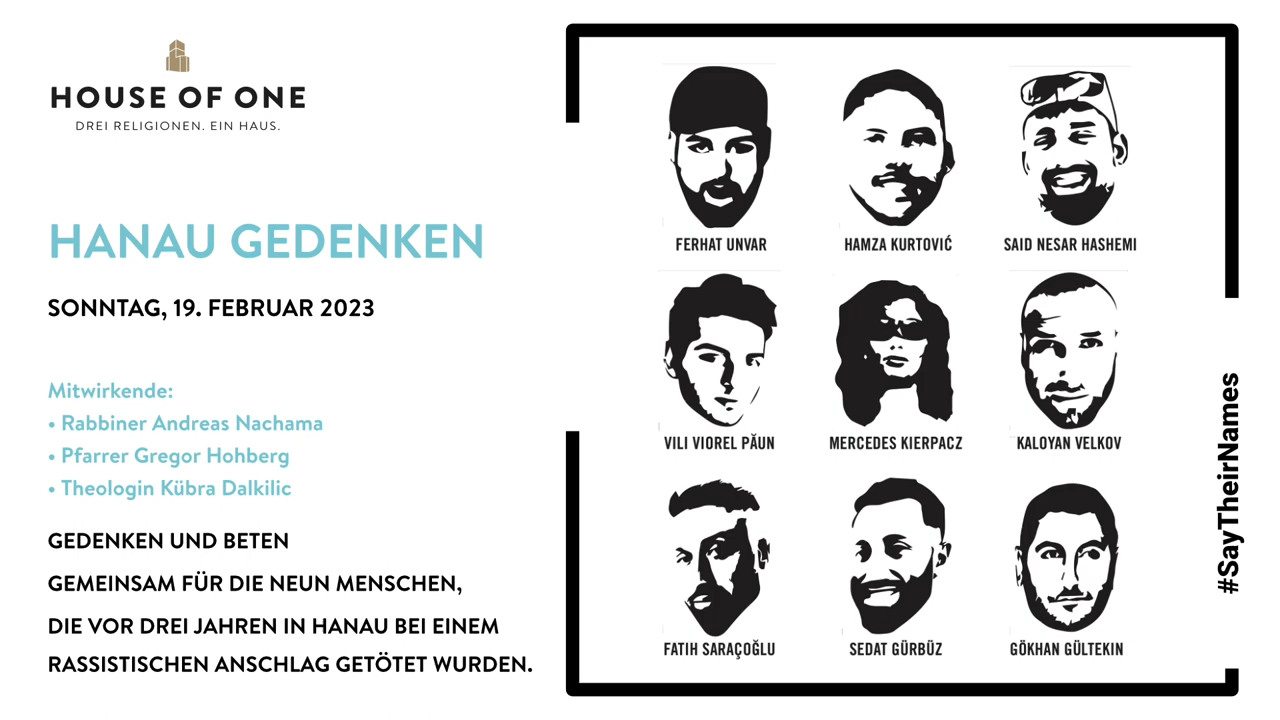 HOUSE OF ONE
DREI RELIGIONEN. EIN HAUS.
HANAU GEDENKEN
SONNTAG, 19. FEBRUAR 2023
Mitwirkende:
• Rabbiner Andreas Nachama
• Pfarrer Gregor Hohberg
• Theologin Kübra Dalkilic
GEDENKEN UND BETEN
GEMEINSAM FÜR DIE NEUN MENSCHEN,
DIE VOR DREI JAHREN IN HANAU BEI EINEM
RASSISTISCHEN ANSCHLAG GETÖTET WURDEN.
FERHAT UNVAR
HAMZA KURTOVIĆ
SAID NESAR HASHEMI
VILI VIOREL PĂUN
MERCEDES KIERPACZ
KALOYAN VELKOV
FATIH SARAÇOĞLU
SEDAT GÜRBÜZ
GÖKHAN GÜLTEKIN
#SayTheirNames